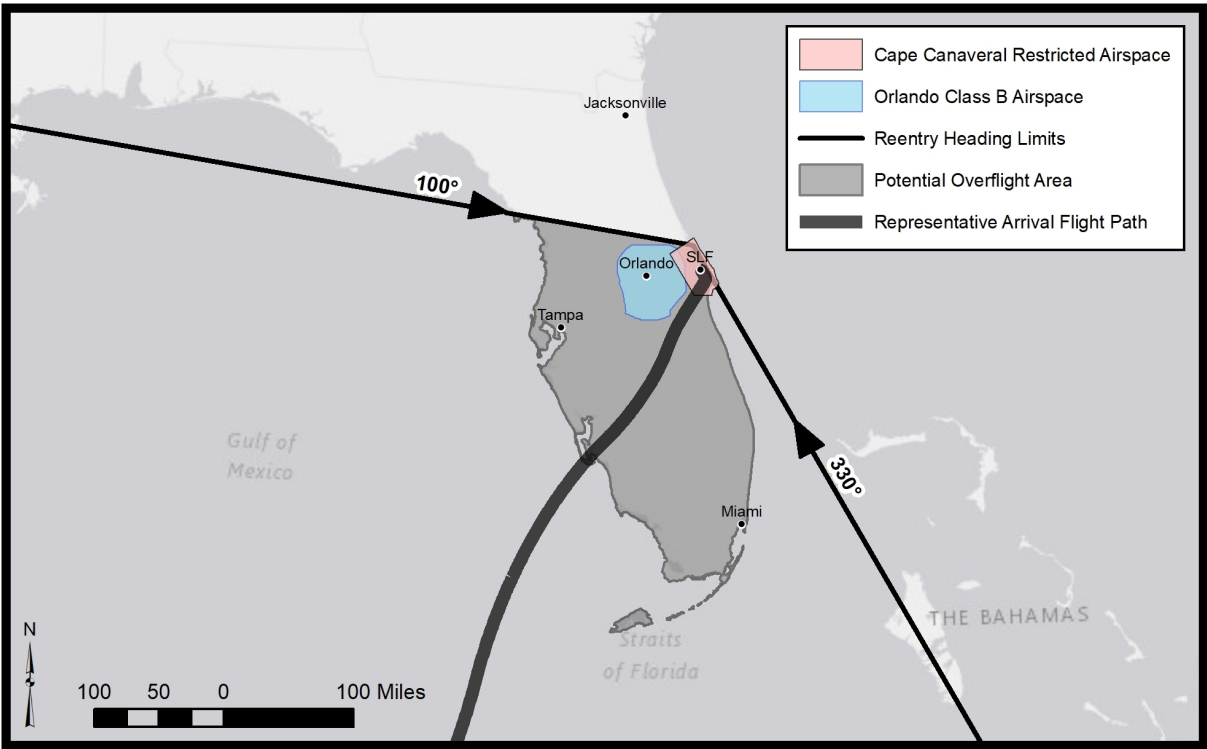 Cape Canaveral Restricted Airspace
Orlando Class B Airspace
Reentry Heading Limits
Potential Overflight Area
Representative Arrival Flight Path
Jacksonville
100°
SLF
Orlando
Tampa
Gulf of
Mexico
330°
Miami
THE BAHAMAS
Straits
of Florida
N
100 50 0 100 Miles